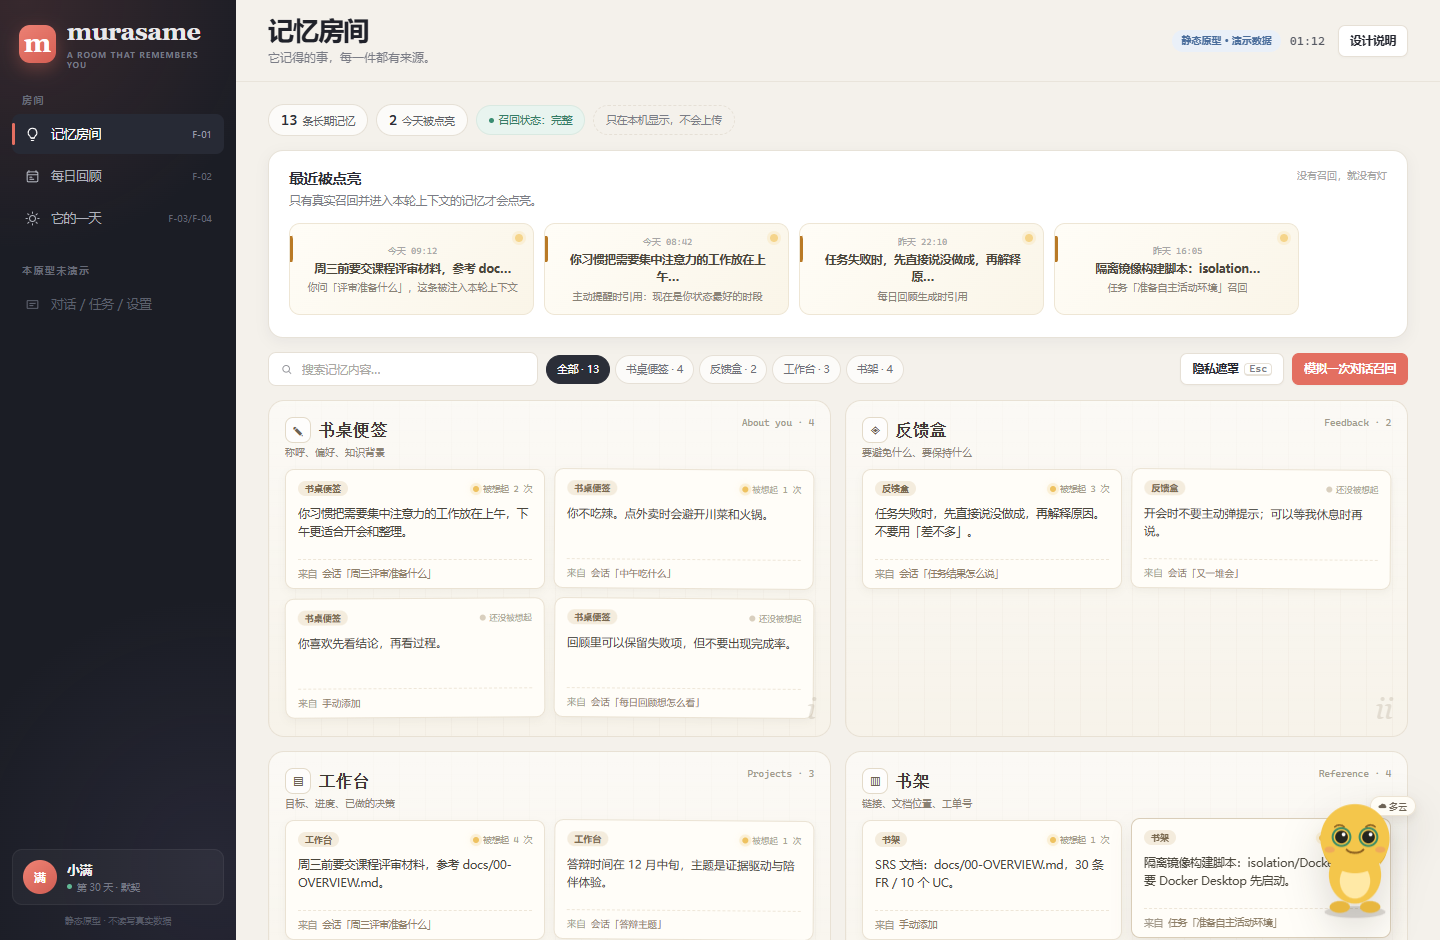 m
murasame
A ROOM THAT REMEMBERS
YOU
房间
记忆房间
F-01
每日回顾
F-02
它的一天
F-03/F-04
本原型未演示
对话 / 任务 / 设置
满
小满
第 30 天 · 默契
静态原型 · 不读写真实数据
记忆房间
它记得的事，每一件都有来源。
静态原型 • 演示数据
01:12
设计说明
13 条长期记忆
2 今天被点亮
召回状态：完整
只在本机显示，不会上传
最近被点亮
只有真实召回并进入本轮上下文的记忆才会点亮。
没有召回，就没有灯
今天 09:12
周三前要交课程评审材料，参考 doc...
你问「评审准备什么」，这条被注入本轮上下文
今天 08:42
你习惯把需要集中注意力的工作放在上
午...
主动提醒时引用：现在是你状态最好的时段
昨天 22:10
任务失败时，先直接说没做成，再解释
原...
每日回顾生成时引用
昨天 16:05
隔离镜像构建脚本：isolation...
任务「准备自主活动环境」召回
搜索记忆内容...
全部 · 13
书桌便签 · 4
反馈盒 · 2
工作台 · 3
书架 · 4
隐私遮罩 Esc
模拟一次对话召回
书桌便签
About you · 4
称呼、偏好、知识背景
书桌便签
被想起 2 次
你习惯把需要集中注意力的工作放在上午，下
午更适合开会和整理。
来自 会话「周三评审准备什么」
书桌便签
被想起 1 次
你不吃辣。点外卖时会避开川菜和火锅。
来自 会话「中午吃什么」
书桌便签
还没被想起
你喜欢先看结论，再看过程。
来自 手动添加
书桌便签
还没被想起
回顾里可以保留失败项，但不要出现完成率。
来自 会话「每日回顾想怎么看」
i
反馈盒
Feedback · 2
要避免什么、要保持什么
反馈盒
被想起 3 次
任务失败时，先直接说没做成，再解释原因。
不要用「差不多」。
来自 会话「任务结果怎么说」
反馈盒
还没被想起
开会时不要主动弹提示；可以等我休息时再
说。
来自 会话「又一堆会」
ii
工作台
Projects · 3
目标、进度、已做的决策
工作台
被想起 4 次
周三前要交课程评审材料，参考 docs/00-
OVERVIEW.md。
来自 会话「周三评审准备什么」
工作台
被想起 1 次
答辩时间在 12 月中旬，主题是证据驱动与陪
伴体验。
来自 会话「答辩主题」
书架
Reference · 4
链接、文档位置、工单号
书架
被想起 1 次
SRS 文档：docs/00-OVERVIEW.md，30 条
FR / 10 个 UC。
来自 手动添加
书架
隔离镜像构建脚本：isolation/Docke
要 Docker Desktop 先启动。
来自 任务「准备自主活动环境」
多云